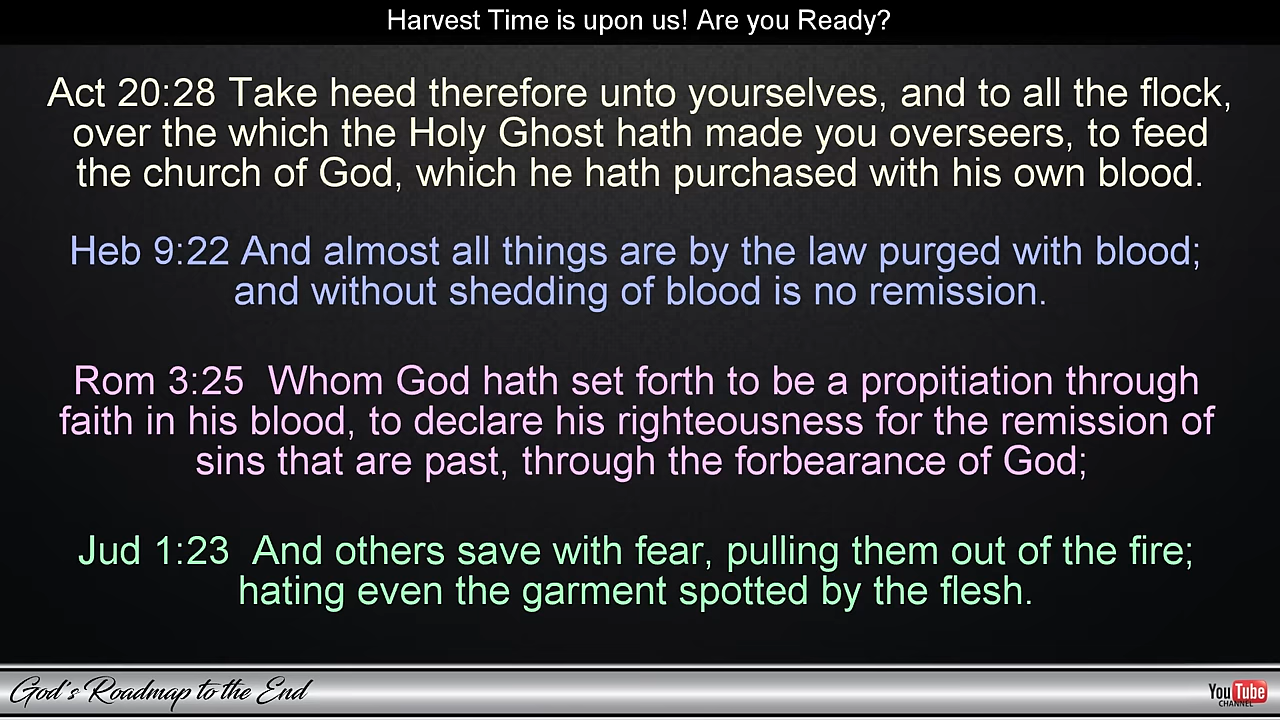 Harvest Time is upon us! Are you Ready?
Act 20:28 Take heed therefore unto yourselves, and to all the flock,
over the which the Holy Ghost hath made you overseers, to feed
the church of God, which he hath purchased with his own blood.
Heb 9:22 And almost all things are by the law purged with blood;
and without shedding of blood is no remission.
Rom 3:25  Whom God hath set forth to be a propitiation through
faith in his blood, to declare his righteousness for the remission of
sins that are past, through the forbearance of God;
Jud 1:23  And others save with fear, pulling them out of the fire;
hating even the garment spotted by the flesh.
God's Roadmap to the End
YouTube
CHANNEL